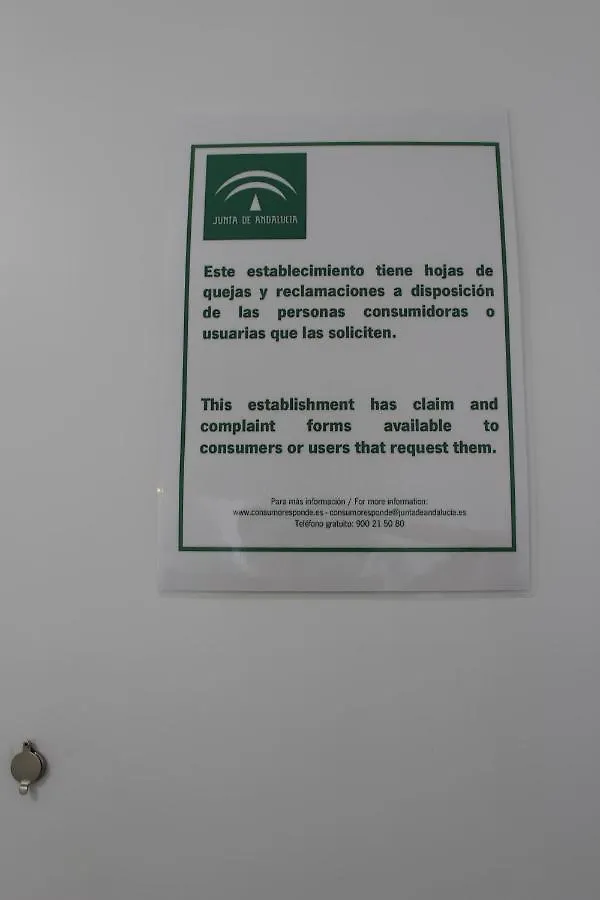 JUNTA DE ANDALUCIA
Este establecimiento tiene hojas de
quejas y reclamaciones a disposición
de las personas consumidoras o
usuarias que las soliciten.
This establishment has claim and
complaint forms available to
consumers or users that request them.
Para más información / For more information:
www.consumoresponde.es - consumoresponde@juntadeandalucia.es
Teléfono gratuito: 900 21 50 80